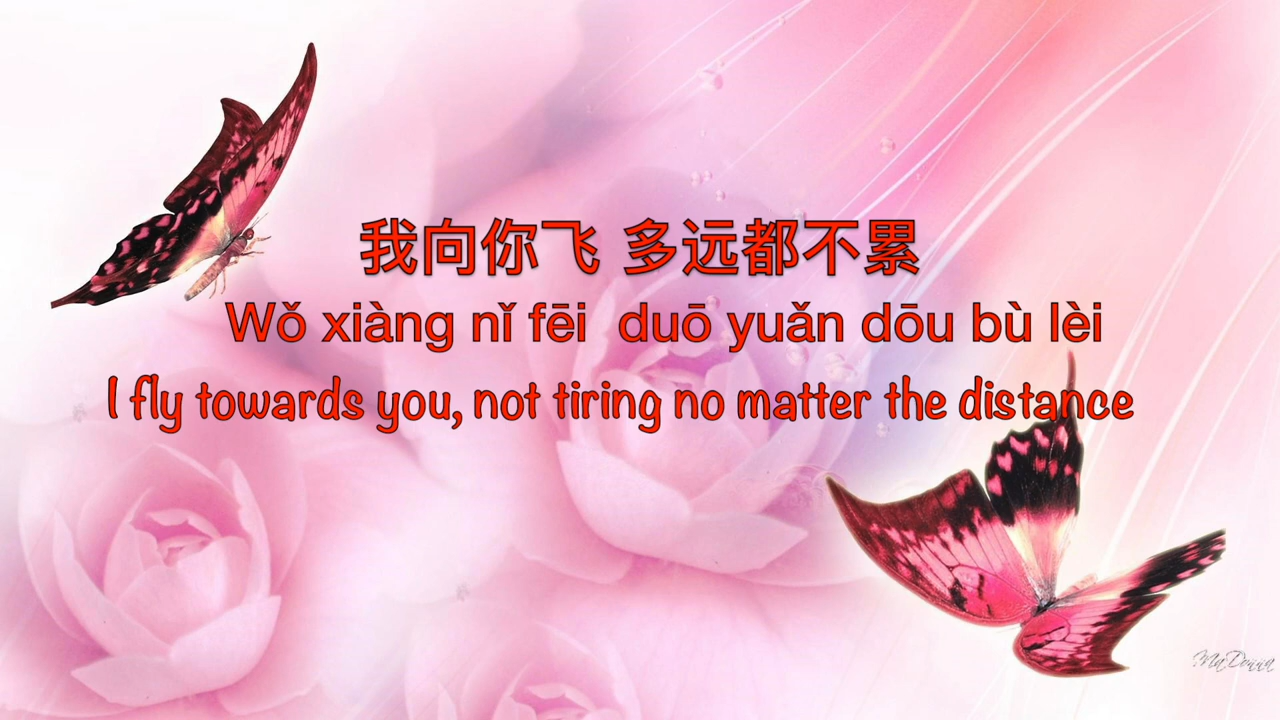 我向你飞 多远都不累
Wǒ xiàng nǐ fēi  duō yuǎn dōu bù lèi
I fly towards you, not tiring no matter the distance
MaDonna